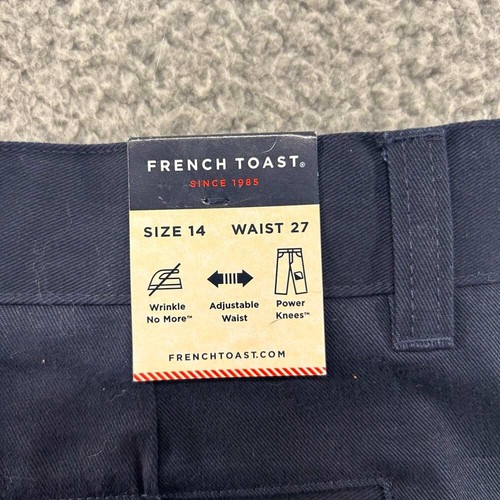 FRENCH TOAST®
SINCE 1985
SIZE 14 WAIST 27
Wrinkle No More™
Adjustable Waist
Power Knees™
FRENCHTOAST.COM